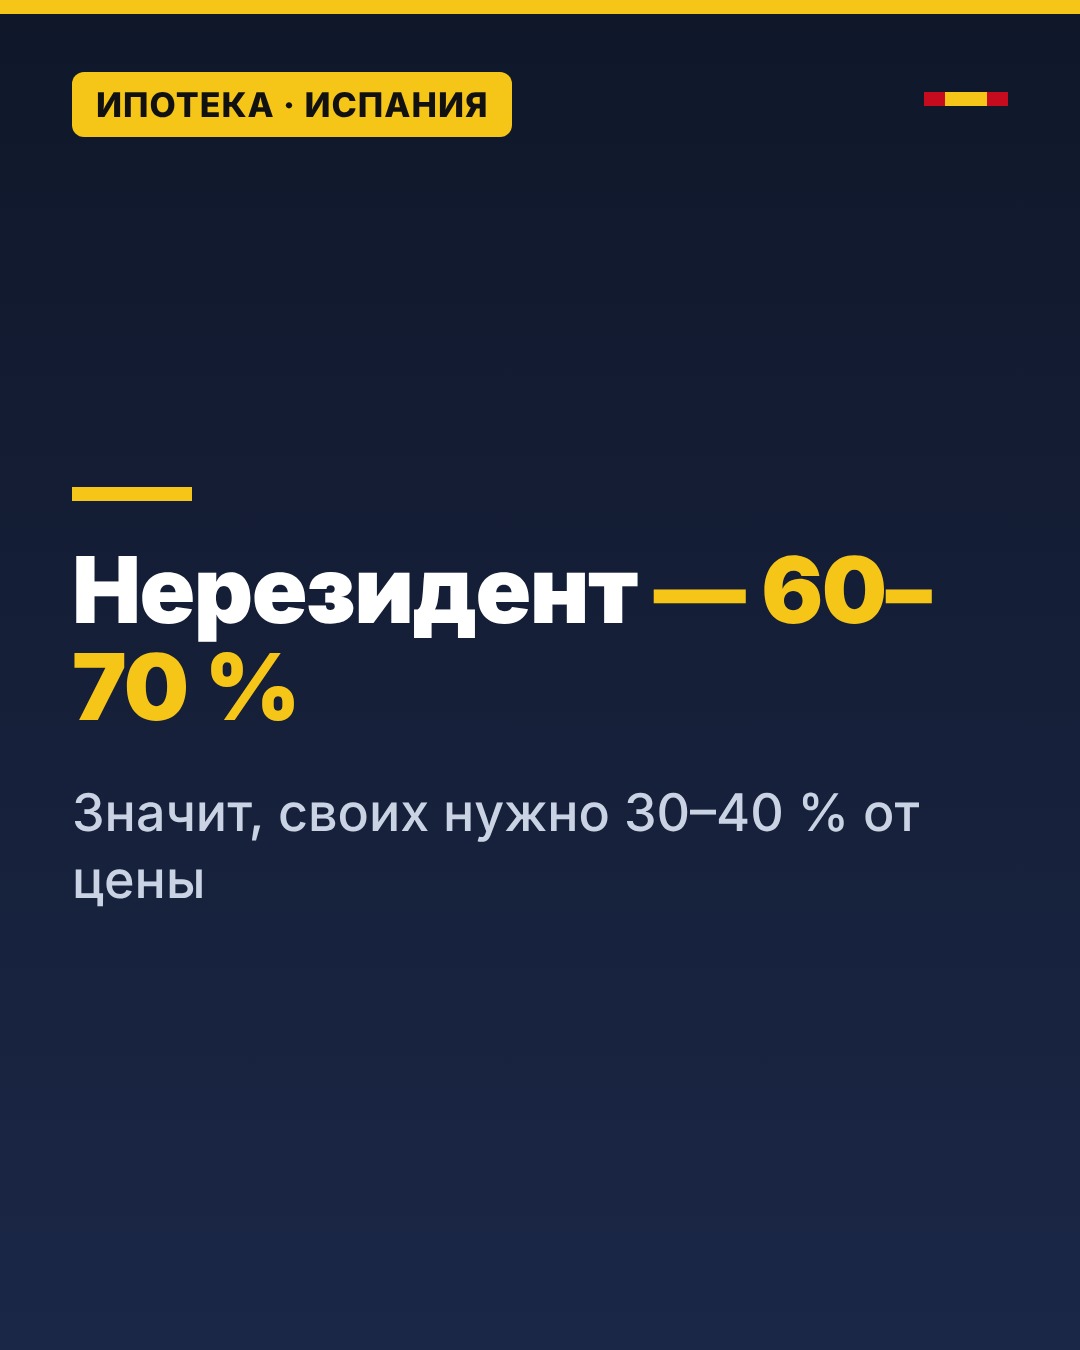 ИПОТЕКА · ИСПАНИЯ
Нерезидент — 60–
70 %
Значит, своих нужно 30–40 % от
цены